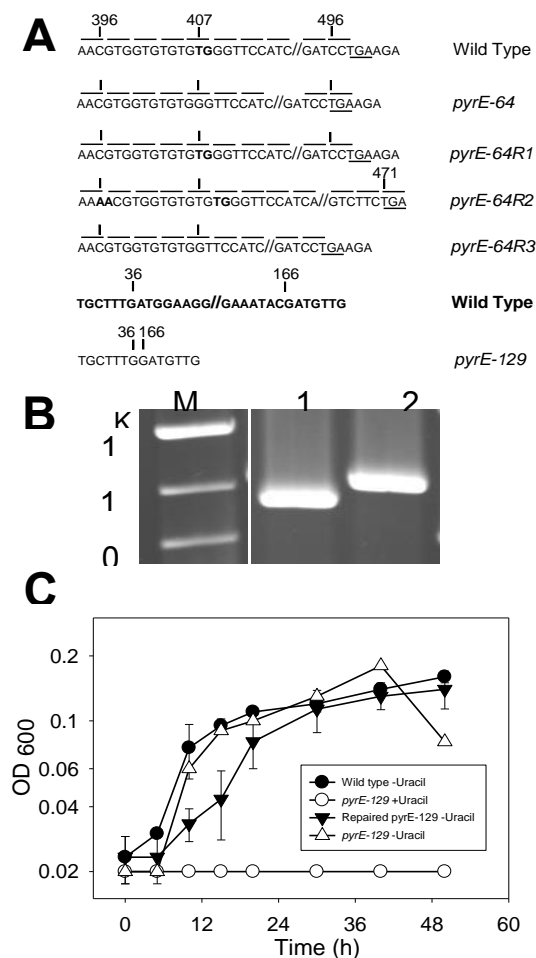 A
396 407 496
AACGTGGTGTGTGTGGGTTCCATC//GATCCTGAAGA Wild Type
AACGTGGTGTGTGGGTTCCATC//GATCCTGAAGA pyrE-64
AACGTGGTGTGTGTGGGTTCCATC//GATCCTGAAGA pyrE-64R1
471
AAAACGTGGTGTGTGTGGGTTCCATCA//GTCTTCTGA pyrE-64R2
AACGTGGTGTGTGGTTCCATC//GATCCTGAAGA pyrE-64R3
36 166
TGCTTTGATGGAAGG//GAAATACGATGTTG Wild Type
36 166
TGCTTTGGATGTTG pyrE-129
B
K M 1 2
1
1
0
C
OD 600
0.2
0.1
0.06
0.04
0.02
Wild type -Uracil
pyrE-129 +Uracil
Repaired pyrE-129 -Uracil
pyrE-129 -Uracil
0 12 24 36 48 60
Time (h)